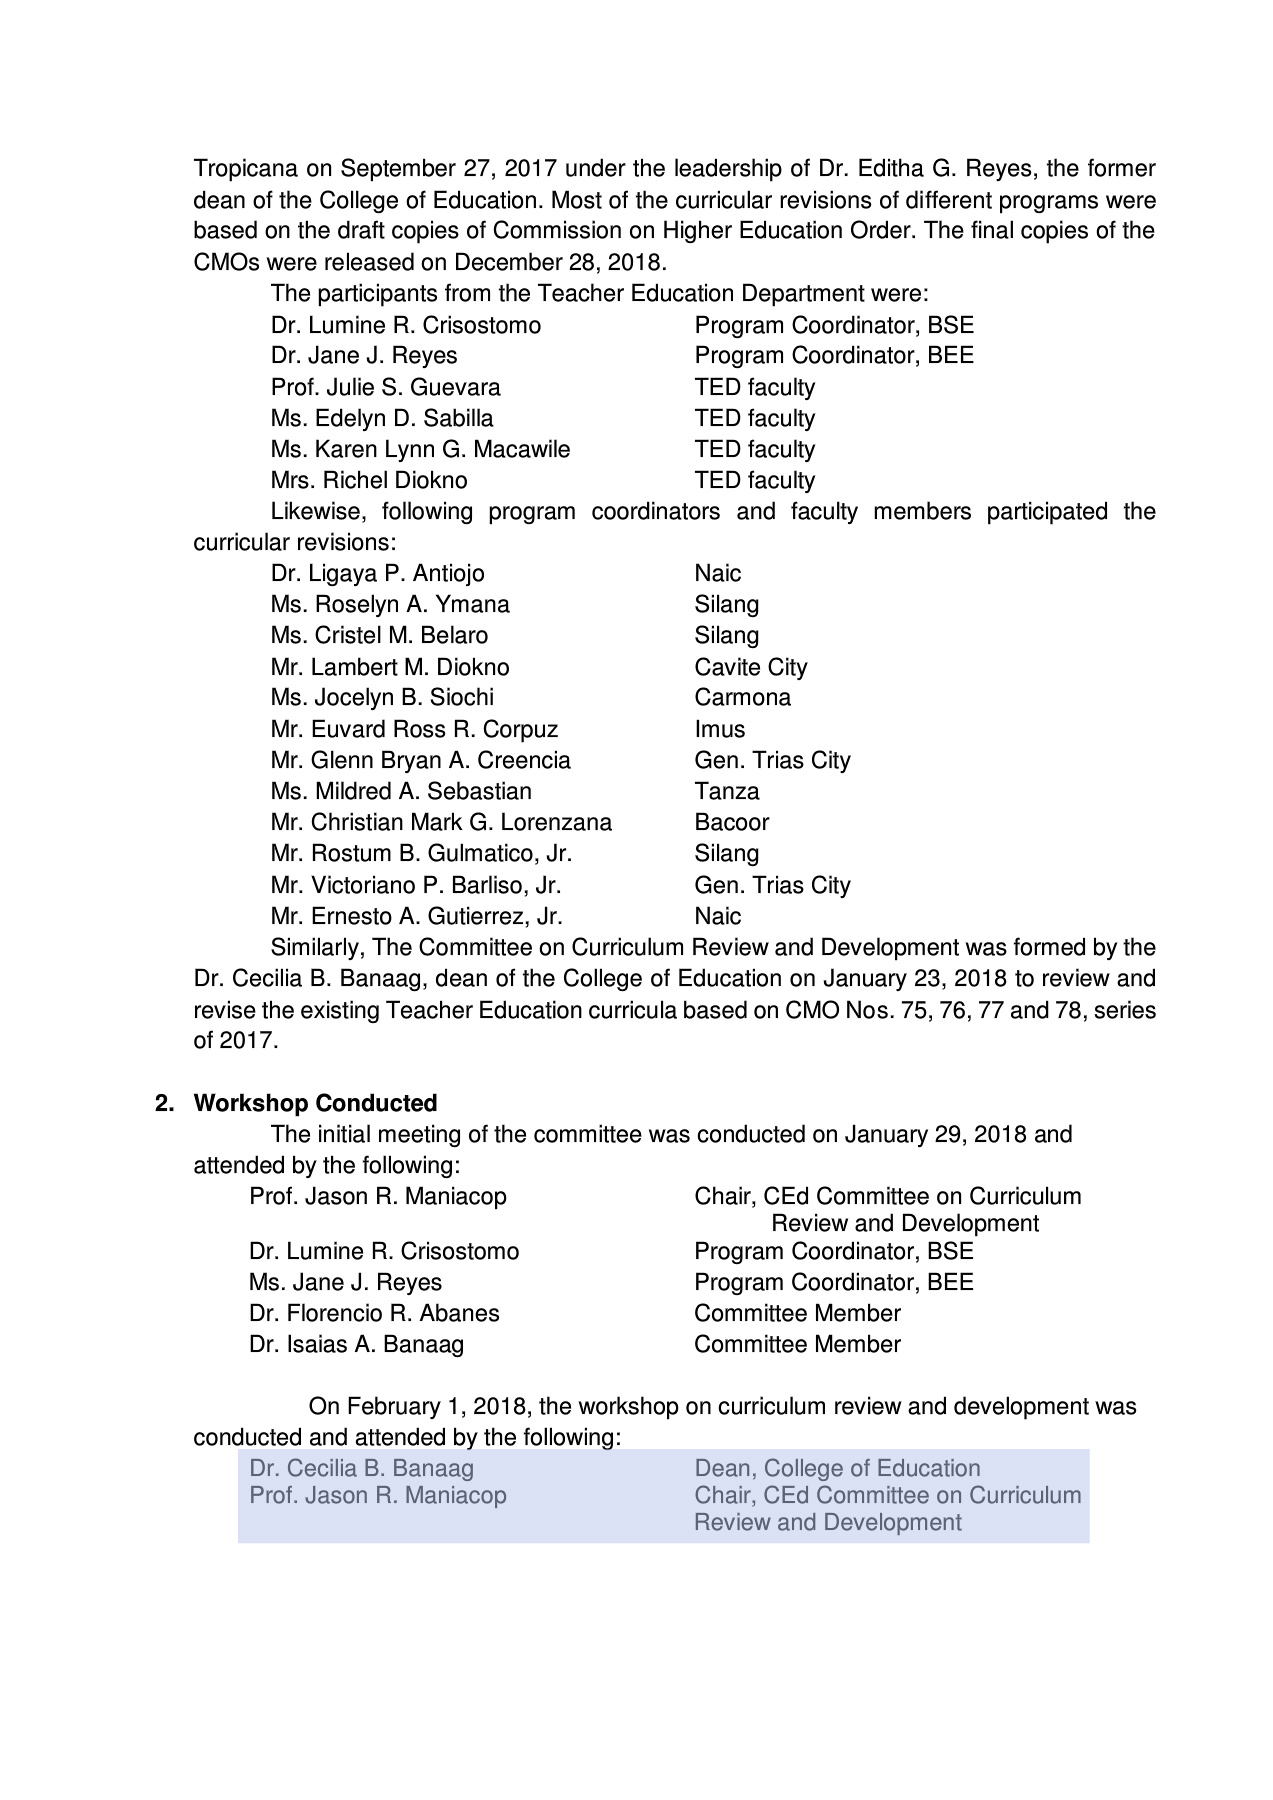 Tropicana on September 27, 2017 under the leadership of Dr. Editha G. Reyes, the former
dean of the College of Education. Most of the curricular revisions of different programs were
based on the draft copies of Commission on Higher Education Order. The final copies of the
CMOs were released on December 28, 2018.
The participants from the Teacher Education Department were:
Dr. Lumine R. Crisostomo Program Coordinator, BSE
Dr. Jane J. Reyes Program Coordinator, BEE
Prof. Julie S. Guevara TED faculty
Ms. Edelyn D. Sabilla TED faculty
Ms. Karen Lynn G. Macawile TED faculty
Mrs. Richel Diokno TED faculty
Likewise, following program coordinators and faculty members participated the
curricular revisions:
Dr. Ligaya P. Antiojo Naic
Ms. Roselyn A. Ymana Silang
Ms. Cristel M. Belaro Silang
Mr. Lambert M. Diokno Cavite City
Ms. Jocelyn B. Siochi Carmona
Mr. Euvard Ross R. Corpuz Imus
Mr. Glenn Bryan A. Creencia Gen. Trias City
Ms. Mildred A. Sebastian Tanza
Mr. Christian Mark G. Lorenzana Bacoor
Mr. Rostum B. Gulmatico, Jr. Silang
Mr. Victoriano P. Barliso, Jr. Gen. Trias City
Mr. Ernesto A. Gutierrez, Jr. Naic
Similarly, The Committee on Curriculum Review and Development was formed by the
Dr. Cecilia B. Banaag, dean of the College of Education on January 23, 2018 to review and
revise the existing Teacher Education curricula based on CMO Nos. 75, 76, 77 and 78, series
of 2017.
2. Workshop Conducted
The initial meeting of the committee was conducted on January 29, 2018 and
attended by the following:
Prof. Jason R. Maniacop Chair, CEd Committee on Curriculum
Review and Development
Dr. Lumine R. Crisostomo Program Coordinator, BSE
Ms. Jane J. Reyes Program Coordinator, BEE
Dr. Florencio R. Abanes Committee Member
Dr. Isaias A. Banaag Committee Member
On February 1, 2018, the workshop on curriculum review and development was
conducted and attended by the following:
Dr. Cecilia B. Banaag Dean, College of Education
Prof. Jason R. Maniacop Chair, CEd Committee on Curriculum
Review and Development